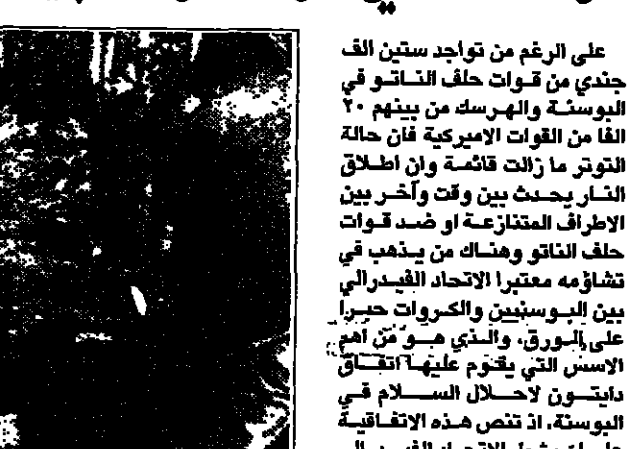 على الرغم من تواجد ستين الف
جندي من قوات حلف الناتو في
البوسنة والهرسك من بينهم ٢٠
الفا من القوات الاميركية فان حالة
التوتر ما زالت قائمة وان اطلاق
النار يحدث بين وقت وآخر بين
الاطراف المتنازعة او ضد قوات
حلف الناتو وهناك من يذهب في
تشاؤمه معتبرا الاتحاد الفيدرالي
بين البوسنيين والكروات حبرا
على الورق، والذي هو من اهم
الاسس التي يقوم عليها اتفاق
دايتون لاحلال السلام في
البوسنة، اذ تنص هذه الاتفاقية